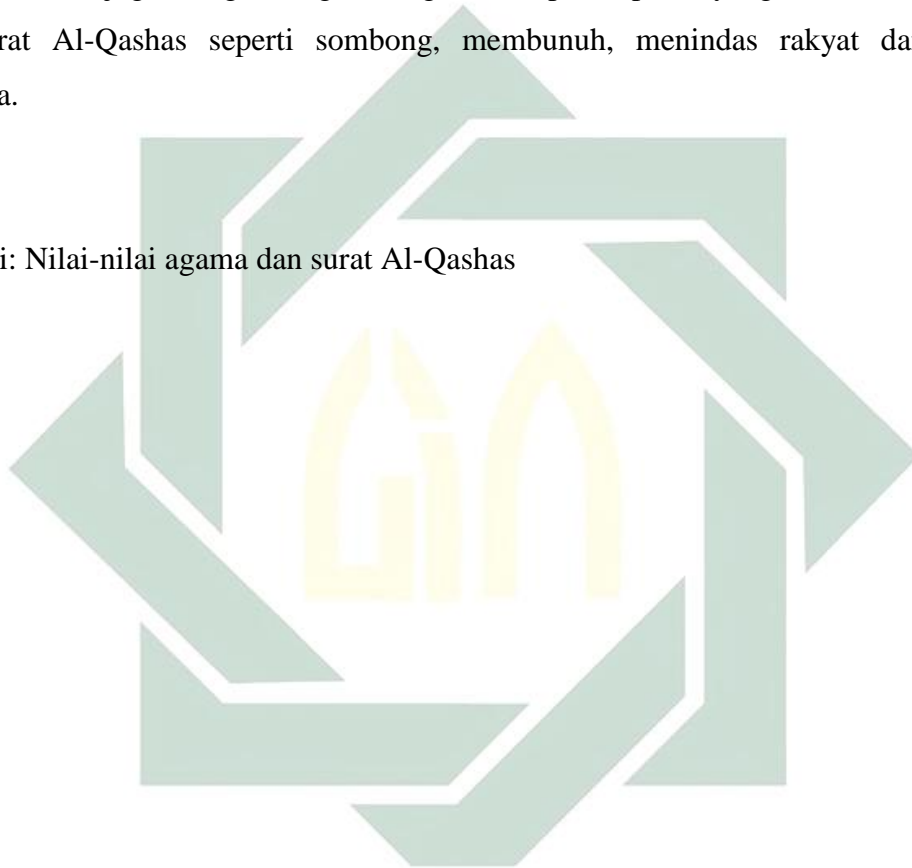 rat Al-Qashas seperti sombong, membunuh, menindas rakyat da
a.
i: Nilai-nilai agama dan surat Al-Qashas